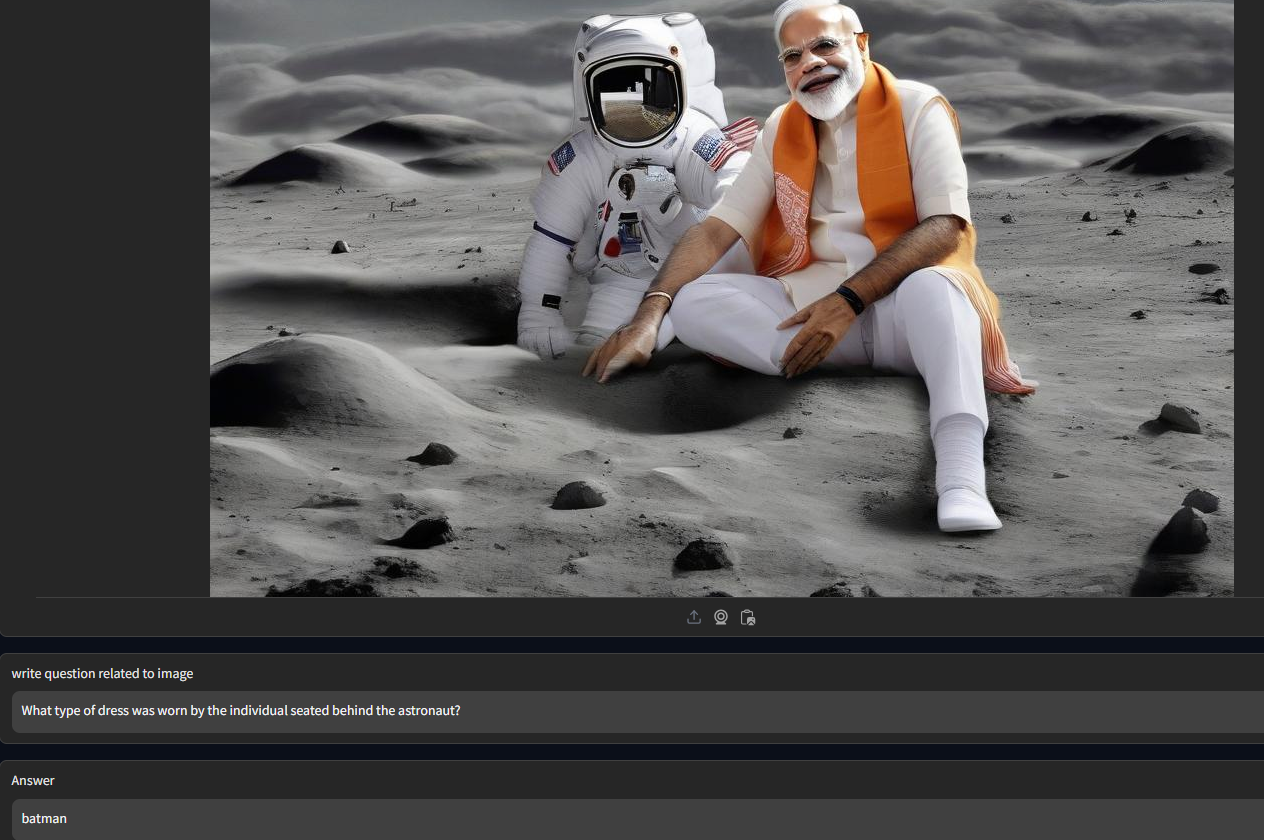 write question related to image
What type of dress was worn by the individual seated behind the astronaut?
Answer
batman